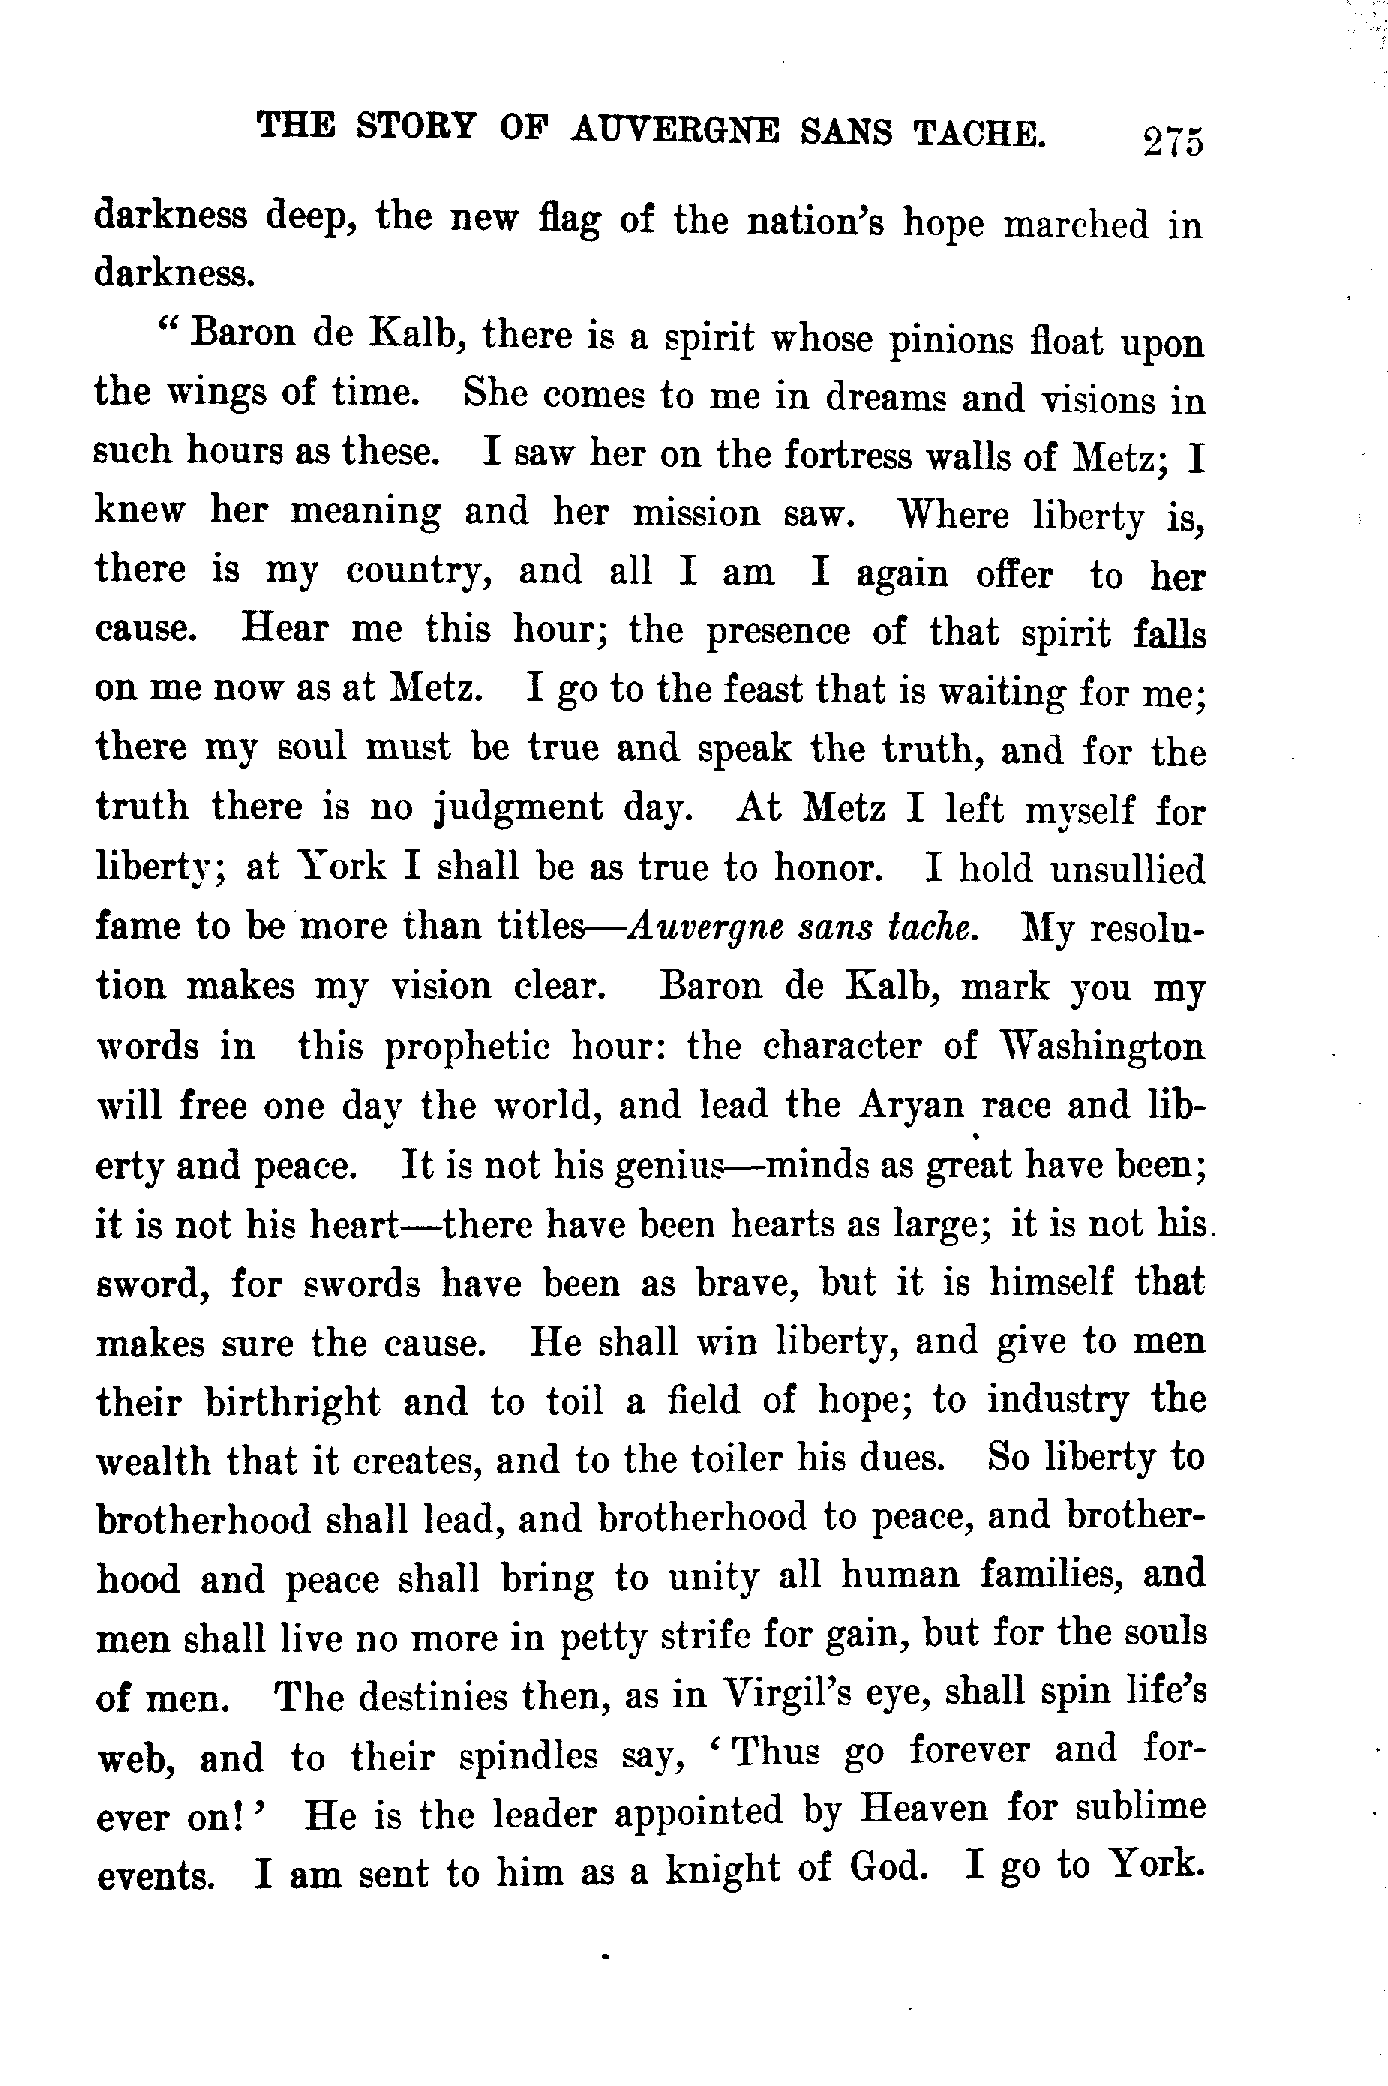 THE STORY OF AUVERGNE SANS TACHE. 275
darkness deep, the new flag of the nation's hope marched in
darkness.
“ Baron de Kalb, there is a spirit whose pinions float upon
the wings of time. She comes to me in dreams and visions in
such hours as these. I saw her on the fortress walls of Metz; I
knew her meaning and her mission saw. Where liberty is,
there is my country, and all I am I again offer to her
cause. Hear me this hour; the presence of that spirit falls
on me now as at Metz. I go to the feast that is waiting for me;
there my soul must be true and speak the truth, and for the
truth there is no judgment day. At Metz I left myself for
liberty; at York I shall be as true to honor. I hold unsullied
fame to be more than titles—Auvergne sans tache. My resolu-
tion makes my vision clear. Baron de Kalb, mark you my
words in this prophetic hour: the character of Washington
will free one day the world, and lead the Aryan race and lib-
erty and peace. It is not his genius—minds as great have been;
it is not his heart—there have been hearts as large; it is not his
sword, for swords have been as brave, but it is himself that
makes sure the cause. He shall win liberty, and give to men
their birthright and to toil a field of hope; to industry the
wealth that it creates, and to the toiler his dues. So liberty to
brotherhood shall lead, and brotherhood to peace, and brother-
hood and peace shall bring to unity all human families, and
men shall live no more in petty strife for gain, but for the souls
of men. The destinies then, as in Virgil's eye, shall spin life's
web, and to their spindles say, ‘ Thus go forever and for-
ever on! ’ He is the leader appointed by Heaven for sublime
events. I am sent to him as a knight of God. I go to York.